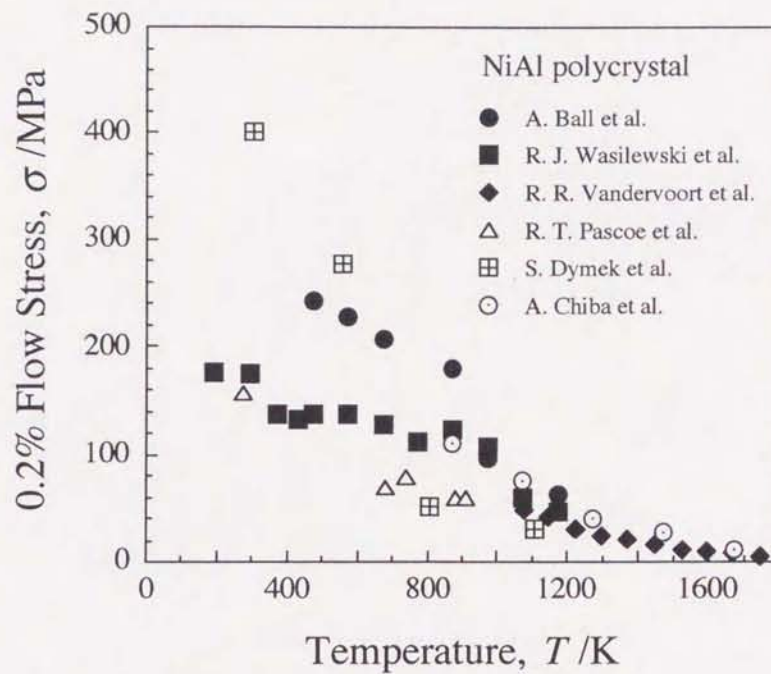 500
400
300
200
100
0
0.2% Flow Stress, σ /MPa
NiAl polycrystal
A. Ball et al.
R. J. Wasilewski et al.
R. R. Vandervoort et al.
R. T. Pascoe et al.
S. Dymek et al.
A. Chiba et al.
0 400 800 1200 1600
Temperature, T /K